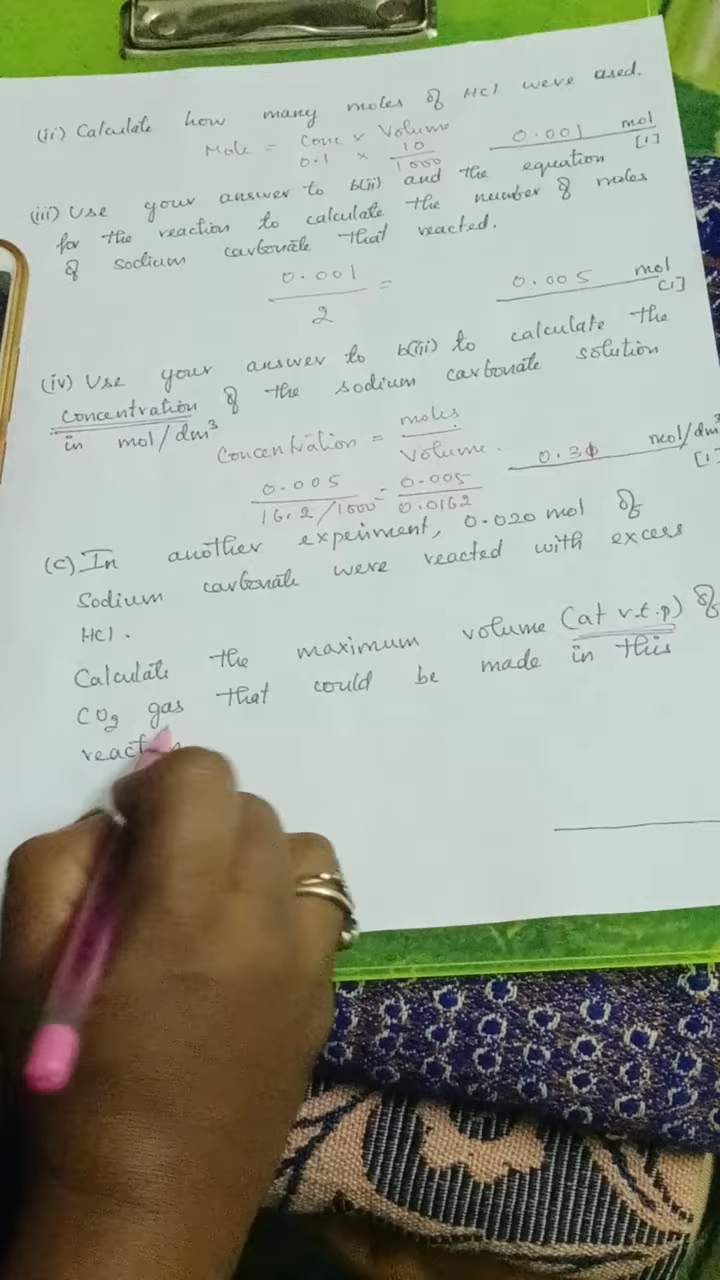 (ii) Calculate how many moles of HCl were used.
Mole = Conc x Volume
0.1 x 10/1000 0.001 mol
[1]
(iii) Use your answer to b(ii) and the equation
for the reaction to calculate the number of moles
of sodium carbonate that reacted.
0.001/2 = 0.005 mol
[1]
(iv) Use your answer to b(iii) to calculate the
concentration of the sodium carbonate solution
in mol/dm³
Concentration = moles/Volume.
0.005/16.2/1000 = 0.005/0.0162 0.31 mol/dm³
[1]
(c) In another experiment, 0.020 mol of
Sodium carbonate were reacted with excess
HCl.
Calculate the maximum volume (at r.t.p) of
CO2 gas that could be made in this